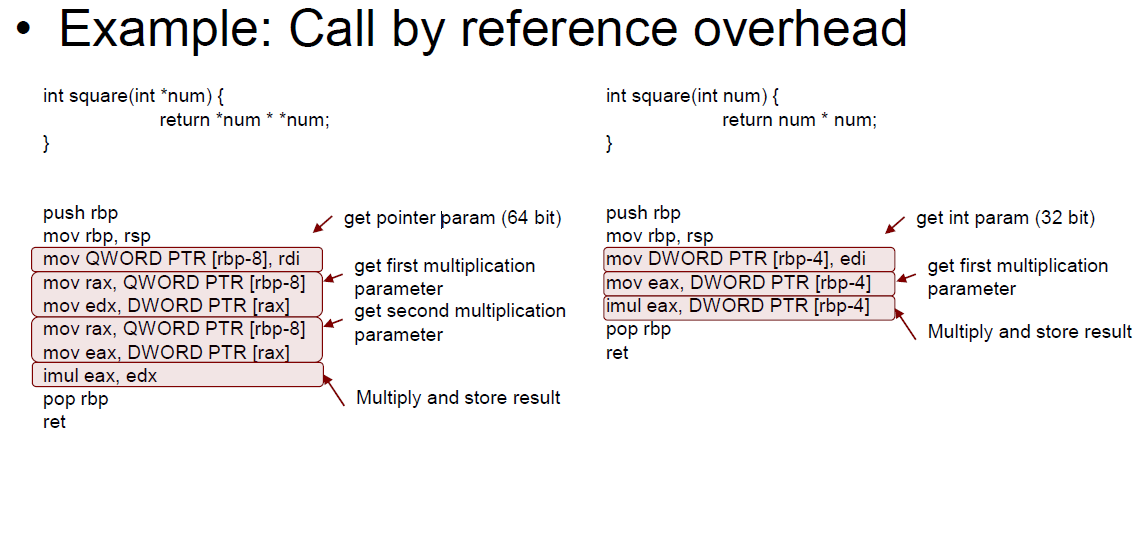 • Example: Call by reference overhead
int square(int *num) {
return *num * *num;
}
push rbp
mov rbp, rsp
mov QWORD PTR [rbp-8], rdi
mov rax, QWORD PTR [rbp-8]
mov edx, DWORD PTR [rax]
mov rax, QWORD PTR [rbp-8]
mov eax, DWORD PTR [rax]
imul eax, edx
pop rbp
ret
get pointer param (64 bit)
get first multiplication
parameter
get second multiplication
parameter
Multiply and store result
int square(int num) {
return num * num;
}
push rbp
mov rbp, rsp
mov DWORD PTR [rbp-4], edi
mov eax, DWORD PTR [rbp-4]
imul eax, DWORD PTR [rbp-4]
pop rbp
ret
get int param (32 bit)
get first multiplication
parameter
Multiply and store result